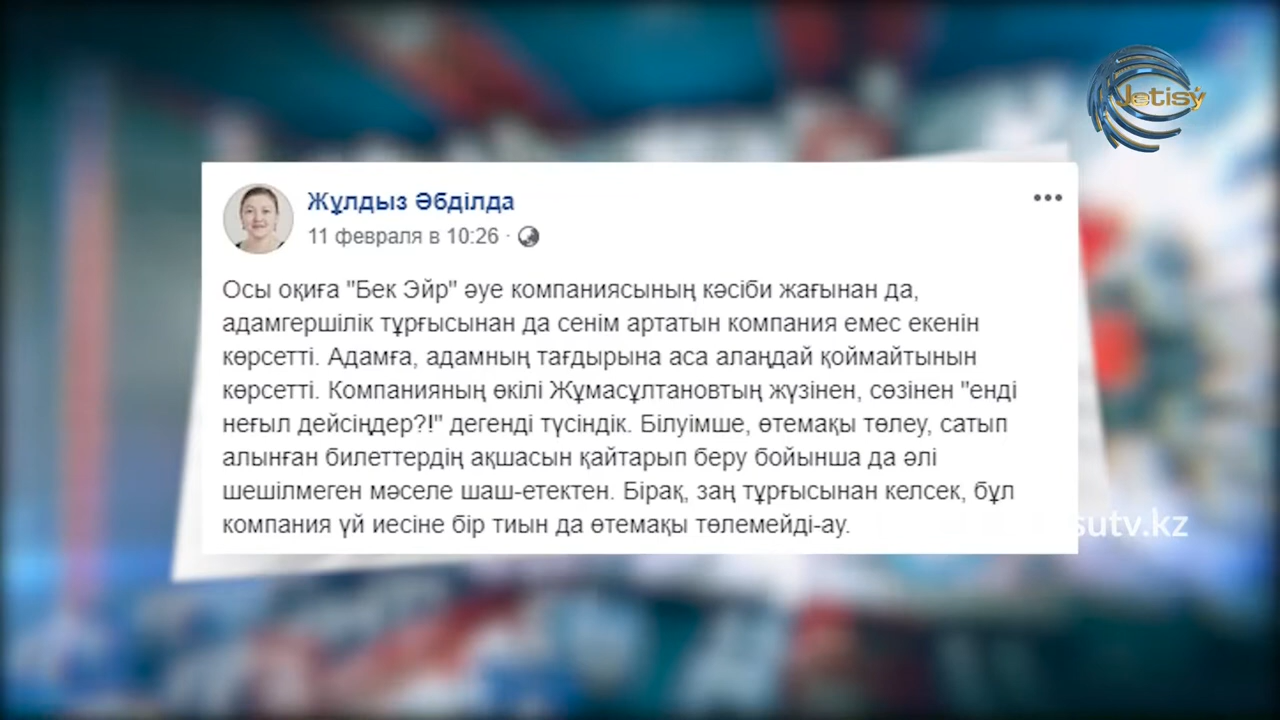 Jetisy
Жұлдыз Әбділда
11 февраля в 10:26 ·
Осы оқиға "Бек Эйр" әуе компаниясының кәсіби жағынан да,
адамгершілік тұрғысынан да сенім артатын компания емес екенін
көрсетті. Адамға, адамның тағдырына аса алаңдай қоймайтынын
көрсетті. Компанияның өкілі Жұмасұлтановтың жүзінен, сөзінен "енді
неғыл дейсіңдер?!" дегенді түсіндік. Білуімше, өтемақы төлеу, сатып
алынған билеттердің ақшасын қайтарып беру бойынша да әлі
шешілмеген мәселе шаш-етектен. Бірақ, заң тұрғысынан келсек, бұл
компания үй иесіне бір тиын да өтемақы төлемейді-ау.
sutv.kz